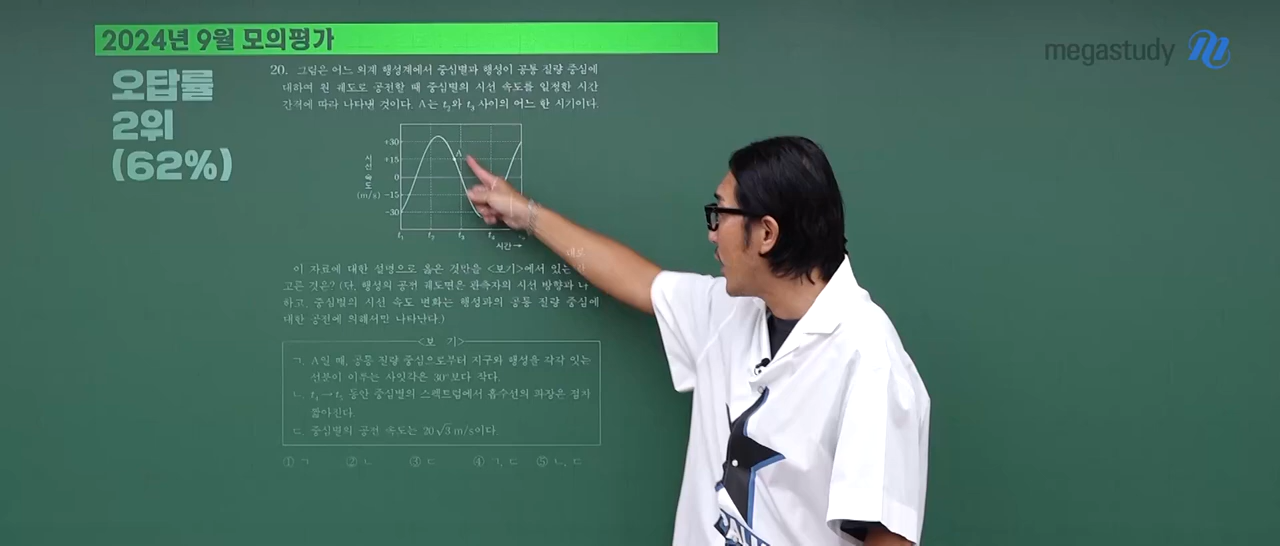 2024년 9월 모의평가
megastudy
오답률
2위
(62%)
20. 그림은 어느 외계 행성계에서 중심별과 행성이 공통 질량 중심에
대하여 원 궤도로 공전할 때 중심별의 시선 속도를 일정한 시간
간격에 따라 나타낸 것이다. A는 t₂와 t₃ 사이의 어느 한 시기이다.
+30
+15
0
-15
-30
시선 속도 (m/s)
A
t₁ t₂ t₃ t₄
시간→
이 자료에 대한 설명으로 옳은 것만을 <보기>에서 있는 대로
고른 것은? (단, 행성의 공전 궤도면은 관측자의 시선 방향과 나
하고, 중심별의 시선 속도 변화는 행성과의 공통 질량 중심에
대한 공전에 의해서만 나타난다.)
<보 기>
ㄱ. A일 때, 공통 질량 중심으로부터 지구와 행성을 각각 잇는
선분이 이루는 사잇각은 30°보다 작다.
ㄴ. 동안 중심별의 스펙트럼에서 흡수선의 파장은 점차
짧아진다.
ㄷ. 중심별의 공전 속도는 20√3 m/s이다.
① ㄱ ② ㄴ ③ ㄷ ④ ㄱ, ㄷ ⑤ ㄴ, ㄷ